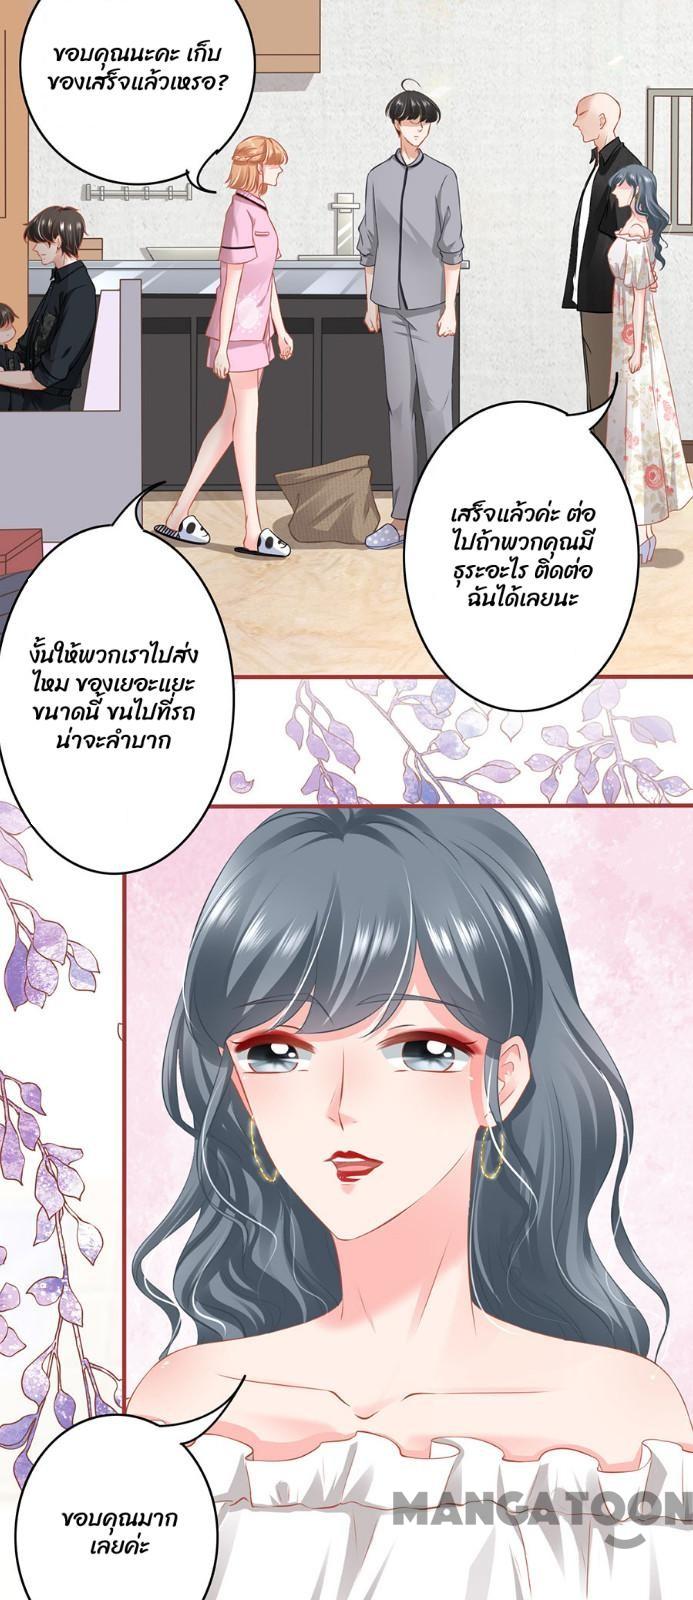 ขอบคุณนะคะ เก็บ
ของเสร็จแล้วเหรอ?
เสร็จแล้วค่ะ ต่อ
ไปถ้าพวกคุณมี
ธุระอะไร ติดต่อ
ฉันได้เลยนะ
งั้นให้พวกเราไปส่ง
ไหม ของเยอะแยะ
ขนาดนี้ ขนไปที่รถ
น่าจะลำบาก
ขอบคุณมาก
เลยค่ะ
MANGATOON